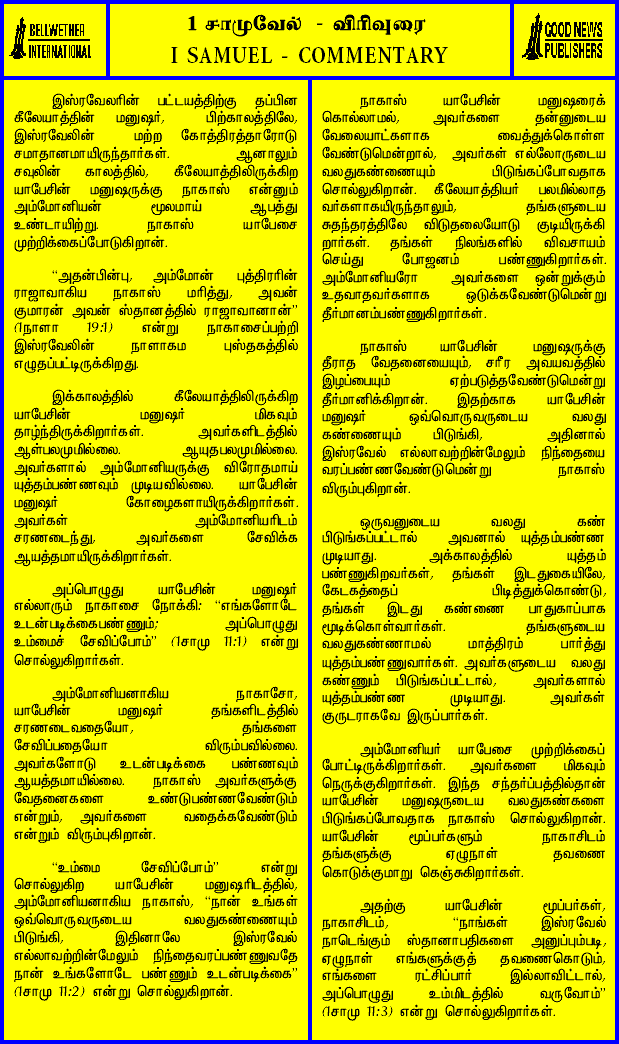 BELLWETHER
INTERNATIONAL
1 சாமுவேல் - விரிவுரை
I SAMUEL - COMMENTARY
GOOD NEWS
PUBLISHERS
இஸ்ரவேலரின் பட்டயத்திற்கு தப்பின
கீலேயாத்தின் மனுஷர், பிற்காலத்திலே,
இஸ்ரவேலின் மற்ற கோத்திரத்தாரோடு
சமாதானமாயிருந்தார்கள். ஆனாலும்
சவுலின் காலத்தில், கீலேயாத்திலிருக்கிற
யாபேசின் மனுஷருக்கு நாகாஸ் என்னும்
அம்மோனியன் மூலமாய் ஆபத்து
உண்டாயிற்று. நாகாஸ் யாபேசை
முற்றிக்கைப்போடுகிறான்.
“அதன்பின்பு, அம்மோன் புத்திரரின்
ராஜாவாகிய நாகாஸ் மரித்து, அவன்
குமாரன் அவன் ஸ்தானத்தில் ராஜாவானான்”
(1நாளா 19:1) என்று நாகாசைப்பற்றி
இஸ்ரவேலின் நாளாகம புஸ்தகத்தில்
எழுதப்பட்டிருக்கிறது.
இக்காலத்தில் கீலேயாத்திலிருக்கிற
யாபேசின் மனுஷர் மிகவும்
தாழ்ந்திருக்கிறார்கள். அவர்களிடத்தில்
ஆள்பலமுமில்லை. ஆயுதபலமுமில்லை.
அவர்களால் அம்மோனியருக்கு விரோதமாய்
யுத்தம்பண்ணவும் முடியவில்லை. யாபேசின்
மனுஷர் கோழைகளாயிருக்கிறார்கள்.
அவர்கள் அம்மோனியரிடம்
சரணடைந்து, அவர்களை சேவிக்க
ஆயத்தமாயிருக்கிறார்கள்.
அப்பொழுது யாபேசின் மனுஷர்
எல்லாரும் நாகாசை நோக்கி: “எங்களோடே
உடன்படிக்கைபண்ணும்; அப்பொழுது
உம்மைச் சேவிப்போம்” (1சாமு 11:1) என்று
சொல்லுகிறார்கள்.
அம்மோனியனாகிய நாகாசோ,
யாபேசின் மனுஷர் தங்களிடத்தில்
சரணடைவதையோ, தங்களை
சேவிப்பதையோ விரும்பவில்லை.
அவர்களோடு உடன்படிக்கை பண்ணவும்
ஆயத்தமாயில்லை. நாகாஸ் அவர்களுக்கு
வேதனைகளை உண்டுபண்ணவேண்டும்
என்றும், அவர்களை வதைக்கவேண்டும்
என்றும் விரும்புகிறான்.
“உம்மை சேவிப்போம்” என்று
சொல்லுகிற யாபேசின் மனுஷரிடத்தில்,
அம்மோனியனாகிய நாகாஸ், “நான் உங்கள்
ஒவ்வொருவருடைய வலதுகண்ணையும்
பிடுங்கி, இதினாலே இஸ்ரவேல்
எல்லாவற்றின்மேலும் நிந்தைவரப்பண்ணுவதே
நான் உங்களோடே பண்ணும் உடன்படிக்கை”
(1சாமு 11:2) என்று சொல்லுகிறான்.
நாகாஸ் யாபேசின் மனுஷரைக்
கொல்லாமல், அவர்களை தன்னுடைய
வேலையாட்களாக வைத்துக்கொள்ள
வேண்டுமென்றால், அவர்கள் எல்லோருடைய
வலதுகண்ணையும் பிடுங்கப்போவதாக
சொல்லுகிறான். கீலேயாத்தியர் பலமில்லாத
வர்களாகயிருந்தாலும், தங்களுடைய
சுதந்தரத்திலே விடுதலையோடு குடியிருக்கி
றார்கள். தங்கள் நிலங்களில் விவசாயம்
செய்து போஜனம் பண்ணுகிறார்கள்.
அம்மோனியரோ அவர்களை ஒன்றுக்கும்
உதவாதவர்களாக ஒடுக்கவேண்டுமென்று
தீர்மானம்பண்ணுகிறார்கள்.
நாகாஸ் யாபேசின் மனுஷருக்கு
தீராத வேதனையையும், சரீர அவயவத்தில்
இழப்பையும் ஏற்படுத்தவேண்டுமென்று
தீர்மானிக்கிறான். இதற்காக யாபேசின்
மனுஷர் ஒவ்வொருவருடைய வலது
கண்ணையும் பிடுங்கி, அதினால்
இஸ்ரவேல் எல்லாவற்றின்மேலும் நிந்தையை
வரப்பண்ணவேண்டுமென்று நாகாஸ்
விரும்புகிறான்.
ஒருவனுடைய வலது கண்
பிடுங்கப்பட்டால் அவனால் யுத்தம்பண்ண
முடியாது. அக்காலத்தில் யுத்தம்
பண்ணுகிறவர்கள், தங்கள் இடதுகையிலே,
கேடகத்தைப் பிடித்துக்கொண்டு,
தங்கள் இடது கண்ணை பாதுகாப்பாக
மூடிக்கொள்வார்கள். தங்களுடைய
வலதுகண்ணாமல் மாத்திரம் பார்த்து
யுத்தம்பண்ணுவார்கள். அவர்களுடைய வலது
கண்ணும் பிடுங்கப்பட்டால், அவர்களால்
யுத்தம்பண்ண முடியாது. அவர்கள்
குருடராகவே இருப்பார்கள்.
அம்மோனியர் யாபேசை முற்றிக்கைப்
போட்டிருக்கிறார்கள். அவர்களை மிகவும்
நெருக்குகிறார்கள். இந்த சந்தர்ப்பத்தில்தான்
யாபேசின் மனுஷருடைய வலதுகண்களை
பிடுங்கப்போவதாக நாகாஸ் சொல்லுகிறான்.
யாபேசின் மூப்பர்களும் நாகாசிடம்
தங்களுக்கு ஏழுநாள் தவணை
கொடுக்குமாறு கெஞ்சுகிறார்கள்.
அதற்கு யாபேசின் மூப்பர்கள்,
நாகாசிடம், “நாங்கள் இஸ்ரவேல்
நாடெங்கும் ஸ்தானாபதிகளை அனுப்பும்படி,
ஏழுநாள் எங்களுக்குத் தவணைகொடும்,
எங்களை ரட்சிப்பார் இல்லாவிட்டால்,
அப்பொழுது உம்மிடத்தில் வருவோம்”
(1சாமு 11:3) என்று சொல்லுகிறார்கள்.